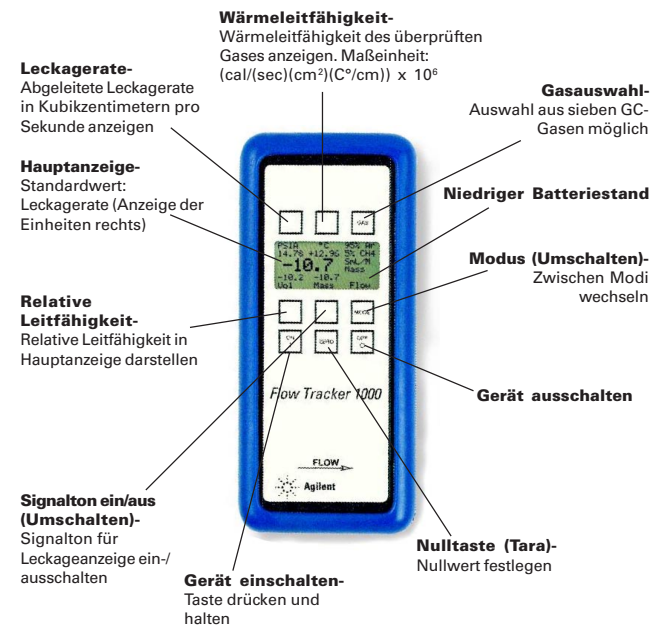 Wärmeleitfähigkeit-
Wärmeleitfähigkeit des überprüften
Gases anzeigen. Maßeinheit:
(cal/(sec)(cm²)(C°/cm)) x 10⁶
Leckagerate-
Abgeleitete Leckagerate
in Kubikzentimetern pro
Sekunde anzeigen
Gasauswahl-
Auswahl aus sieben GC-
Gasen möglich
Hauptanzeige-
Standardwert:
Leckagerate (Anzeige der
Einheiten rechts)
Niedriger Batteriestand
Modus (Umschalten)-
Zwischen Modi
wechseln
Relative
Leitfähigkeit-
Relative Leitfähigkeit in
Hauptanzeige darstellen
Gerät ausschalten
GAS
PSIA °C 95% Ar
14.78 +12.96 5% CH4
-10.7 SmL/M
Mass
-10.2 -10.7
Vol Mass Flow
MODE
ZERO
OFF
Flow Tracker 1000
FLOW
Agilent
Signalton ein/aus
(Umschalten)-
Signalton für
Leckageanzeige ein-/
ausschalten
Gerät einschalten-
Taste drücken und
halten
Nulltaste (Tara)-
Nullwert festlegen